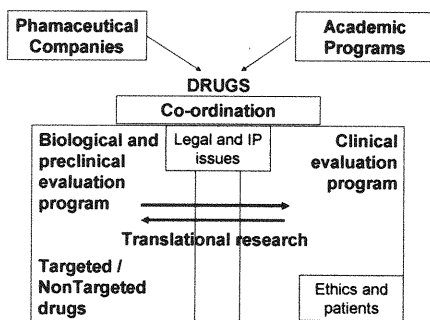 Phamaceutical
Companies
Academic
Programs
DRUGS
Co-ordination
Biological and
preclinical
evaluation
program
Legal and IP
issues
Clinical
evaluation
program
Translational research
Targeted /
NonTargeted
drugs
Ethics and
patients